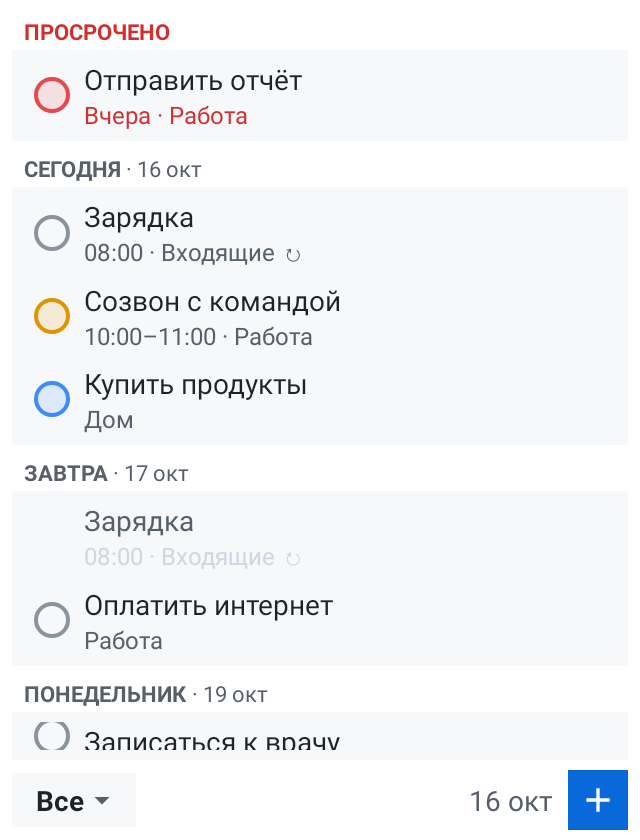 ПРОСРОЧЕНО
Отправить отчёт
Вчера · Работа
СЕГОДНЯ · 16 окт
Зарядка
08:00 · Входящие ↻
Созвон с командой
10:00–11:00 · Работа
Купить продукты
Дом
ЗАВТРА · 17 окт
Зарядка
08:00 · Входящие ↻
Оплатить интернет
Работа
ПОНЕДЕЛЬНИК · 19 окт
Записаться к врачу
Все
16 окт
+